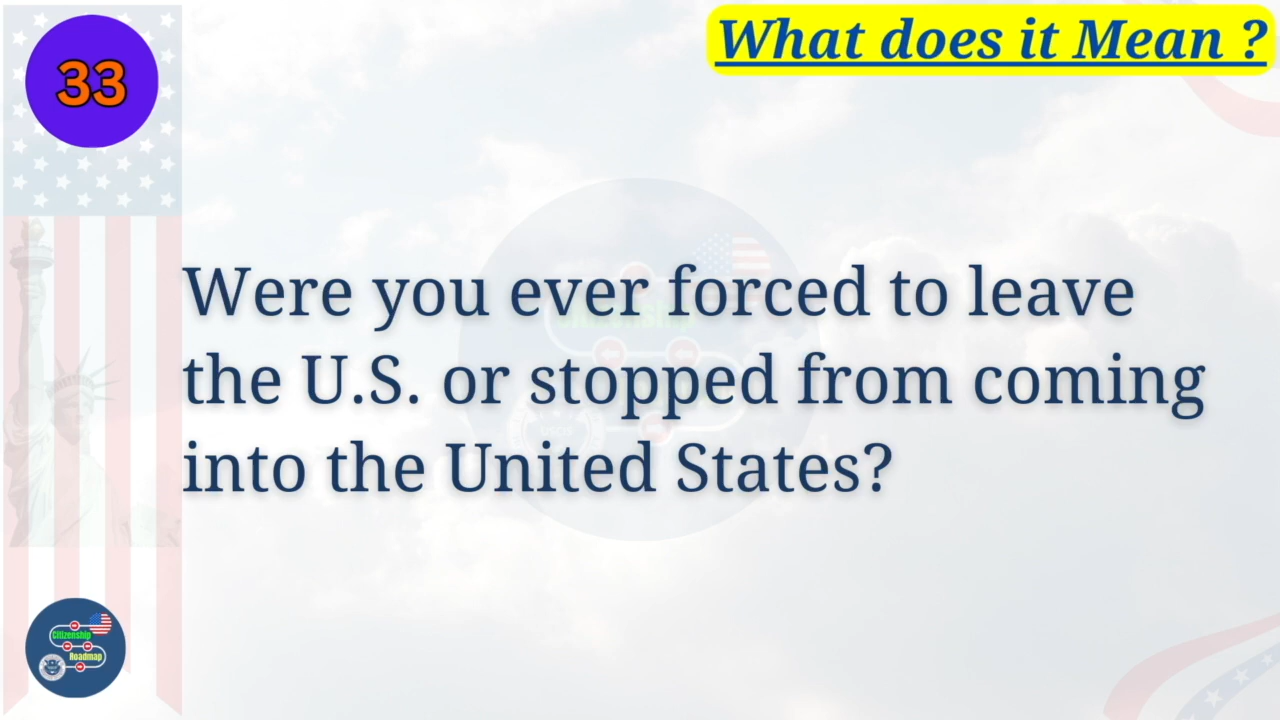 33
What does it Mean ?
Were you ever forced to leave
the U.S. or stopped from coming
into the United States?
Citizenship
Roadmap